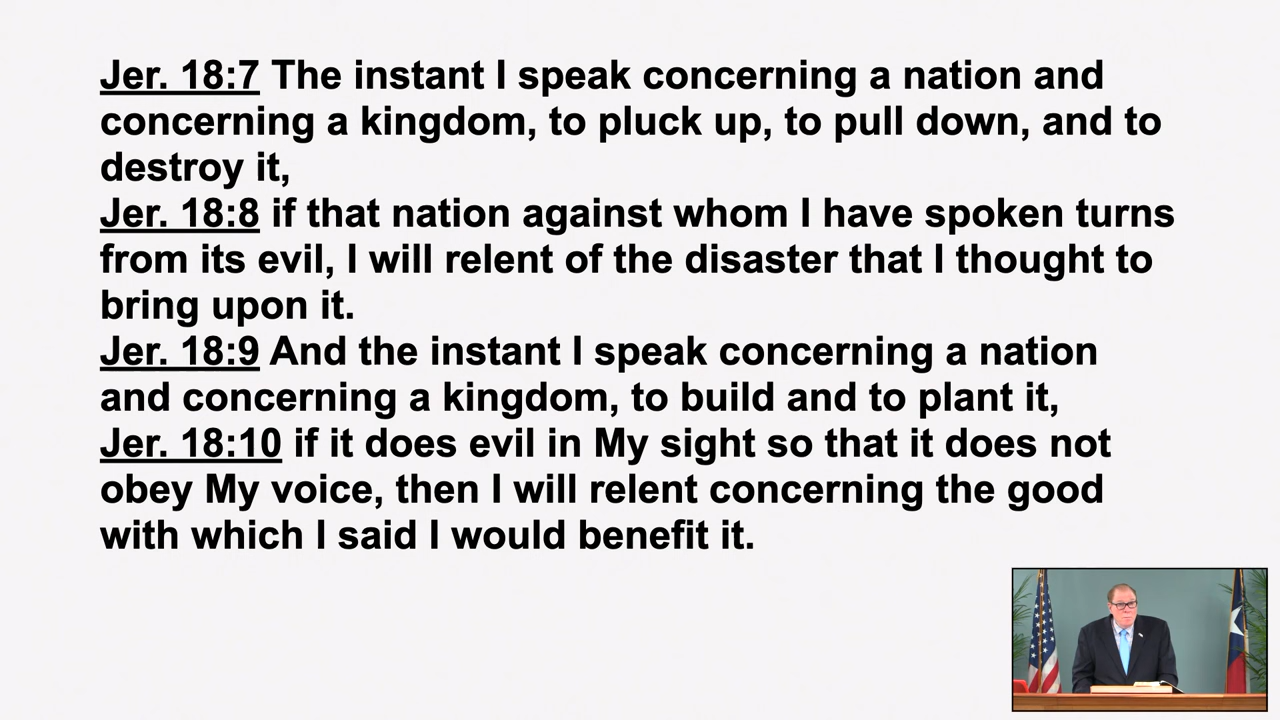 Jer. 18:7 The instant I speak concerning a nation and
concerning a kingdom, to pluck up, to pull down, and to
destroy it,
Jer. 18:8 if that nation against whom I have spoken turns
from its evil, I will relent of the disaster that I thought to
bring upon it.
Jer. 18:9 And the instant I speak concerning a nation
and concerning a kingdom, to build and to plant it,
Jer. 18:10 if it does evil in My sight so that it does not
obey My voice, then I will relent concerning the good
with which I said I would benefit it.